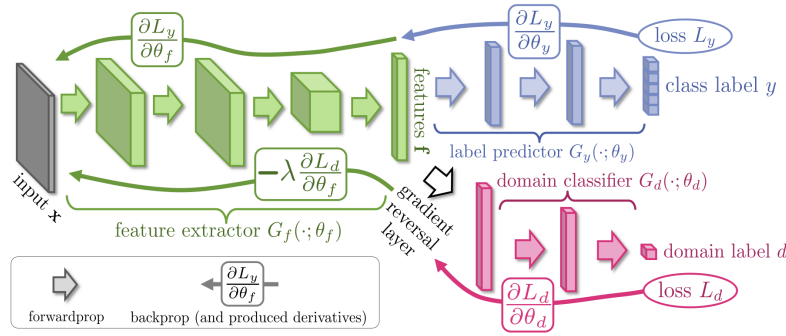 ∂L_y/∂θ_f
∂L_y/∂θ_y
loss L_y
features f
class label y
label predictor G_y(·;θ_y)
−λ ∂L_d/∂θ_f
input x
feature extractor G_f(·;θ_f)
gradient
reversal
layer
domain classifier G_d(·;θ_d)
domain label d
∂L_d/∂θ_d
loss L_d
forwardprop
∂L_y/∂θ_f
backprop (and produced derivatives)